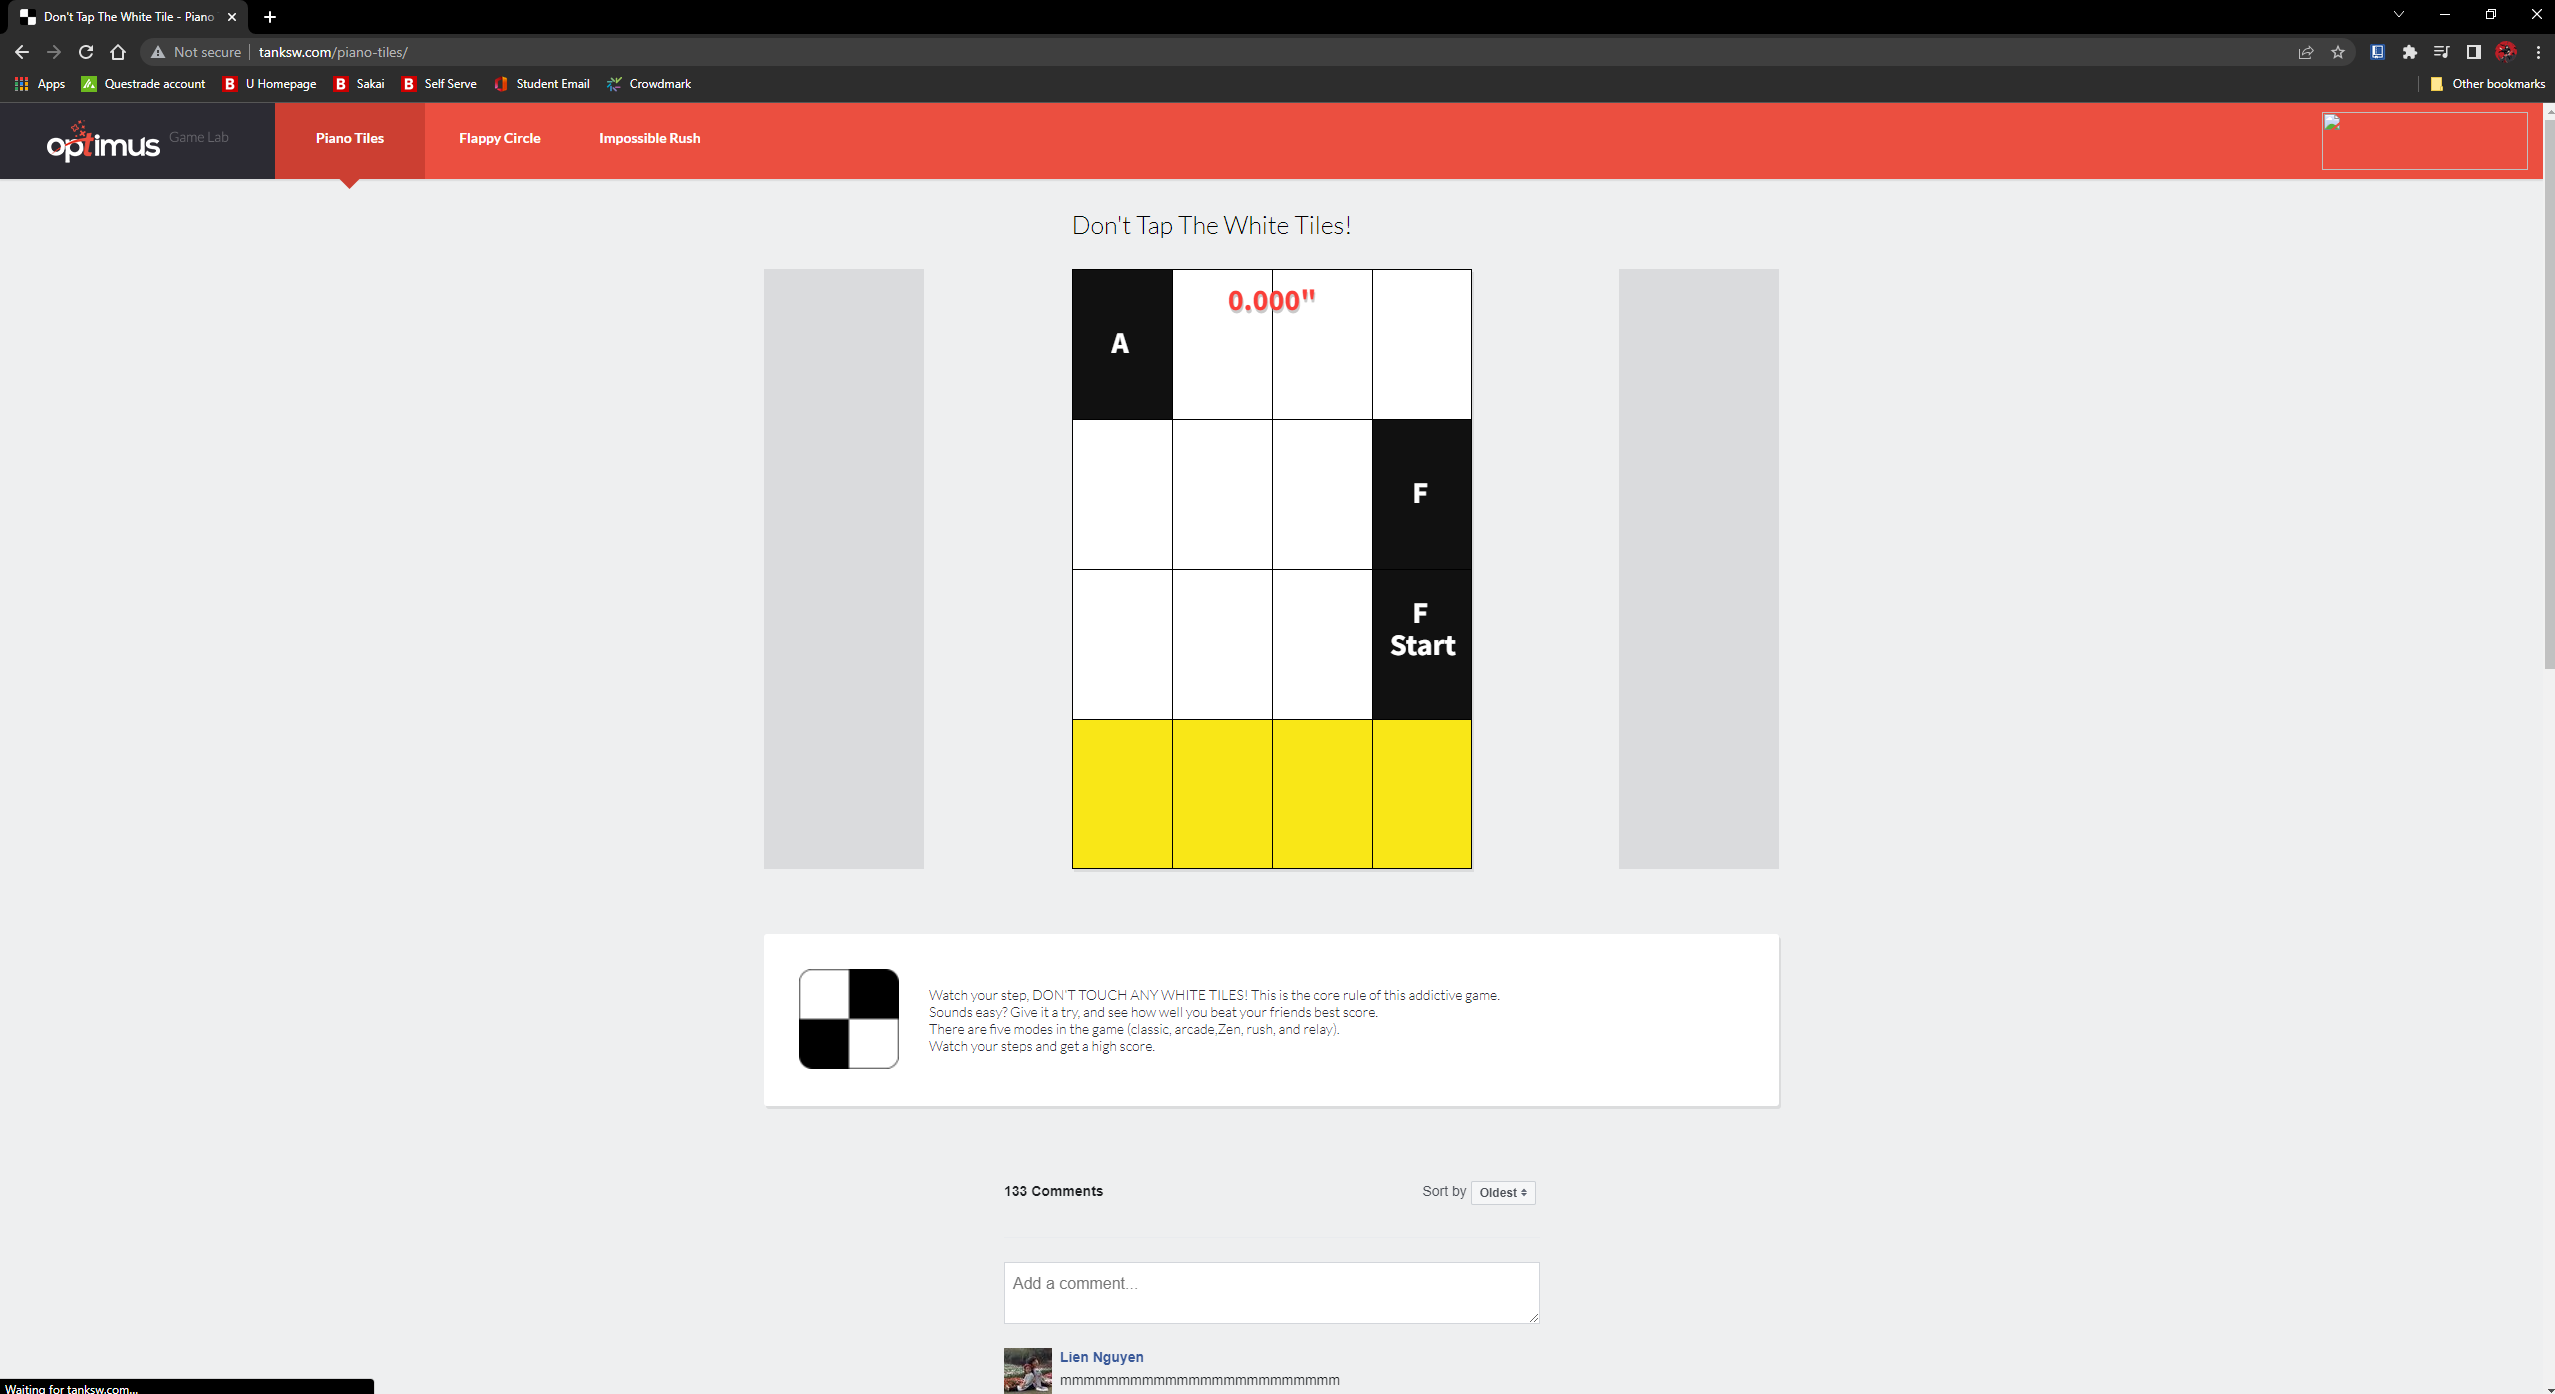 Don't Tap The White Tile - Piano
Not secure
tanksw.com/piano-tiles/
Apps
Questrade account
B U Homepage
B Sakai
B Self Serve
Student Email
Crowdmark
Other bookmarks
optimus Game Lab
Piano Tiles
Flappy Circle
Impossible Rush
Don't Tap The White Tiles!
0.000"
A
F
F
Start
Watch your step, DON'T TOUCH ANY WHITE TILES! This is the core rule of this addictive game.
Sounds easy? Give it a try, and see how well you beat your friends best score.
There are five modes in the game (classic, arcade,Zen, rush, and relay).
Watch your steps and get a high score.
133 Comments
Sort by Oldest
Add a comment...
Lien Nguyen
mmmmmmmmmmmmmmmmmmmmmmmm
Waiting for tanksw.com...